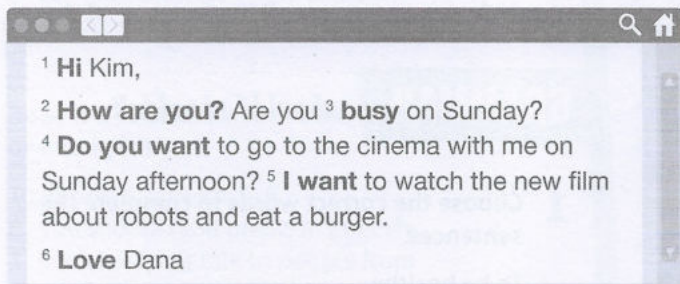 1 Hi Kim,
2 How are you? Are you 3 busy on Sunday?
4 Do you want to go to the cinema with me on
Sunday afternoon? 5 I want to watch the new film
about robots and eat a burger.
6 Love Dana